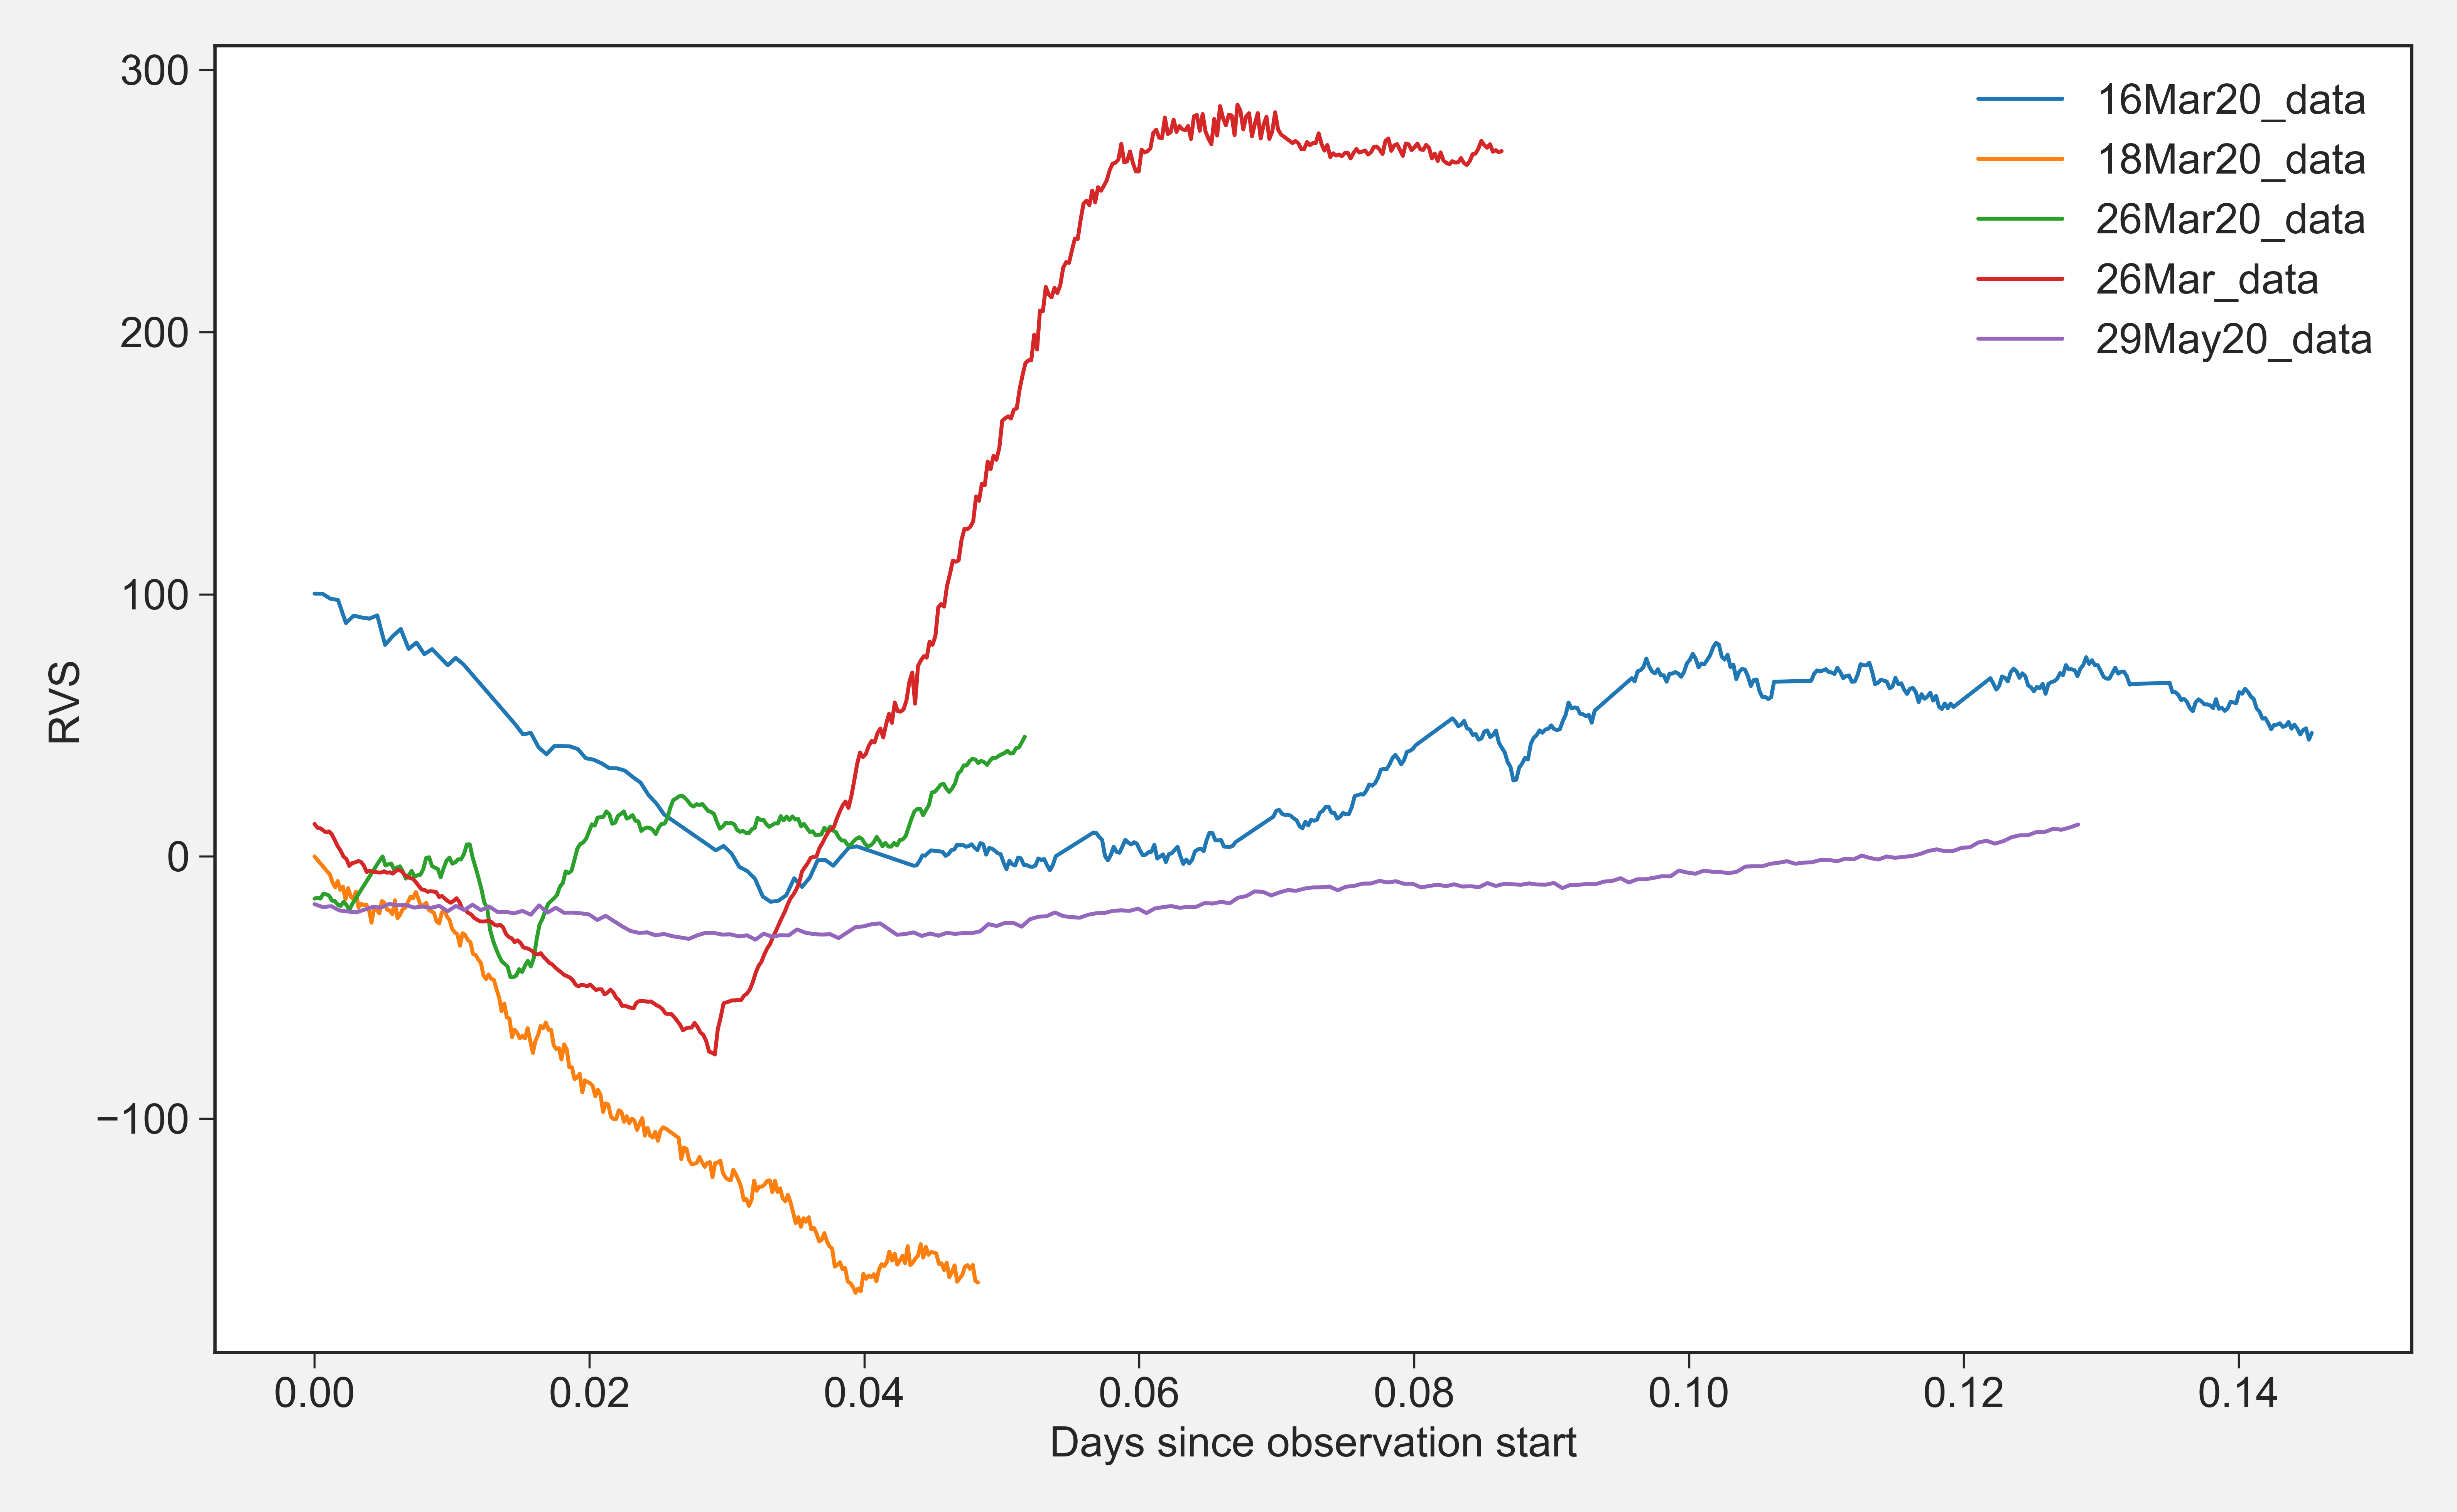 300
200
100
0
−100
RVS
16Mar20_data
18Mar20_data
26Mar20_data
26Mar_data
29May20_data
0.00 0.02 0.04 0.06 0.08 0.10 0.12 0.14
Days since observation start